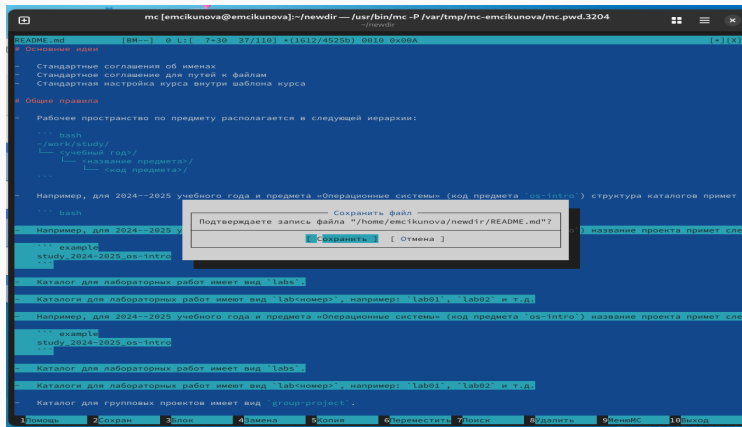 mc [emcikunova@emcikunova]:~/newdir — /usr/bin/mc -P /var/tmp/mc-emcikunova/mc.pwd.3204
~/newdir
README.md [BM--] 0 L:[ 7+30 37/110] *(1612/4525b) 0010 0x00A [*][X]
# Основные идеи
- Стандартные соглашения об именах
- Стандартное соглашение для путей к файлам
- Стандартная настройка курса внутри шаблона курса
# Общие правила
- Рабочее пространство по предмету располагается в следующей иерархии:
``` bash
~/work/study/
└── <учебный год>/
└── <название предмета>/
└── <код предмета>/
```
- Например, для 2024--2025 учебного года и предмета «Операционные системы» (код предмета `os-intro`) структура каталогов примет
``` bash
Сохранить файл
Подтверждаете запись файла "/home/emcikunova/newdir/README.md"?
[ Сохранить ] [ Отмена ]
- Например, для 2024--2025 у
`) название проекта примет сле
``` example
study_2024-2025_os-intro
```
- Каталог для лабораторных работ имеет вид `labs`.
- Каталоги для лабораторных работ имеют вид `lab<номер>`, например: `lab01`, `lab02` и т.д.
- Например, для 2024--2025 учебного года и предмета «Операционные системы» (код предмета `os-intro`) название проекта примет сле
``` example
study_2024-2025_os-intro
```
- Каталог для лабораторных работ имеет вид `labs`.
- Каталоги для лабораторных работ имеют вид `lab<номер>`, например: `lab01`, `lab02` и т.д.
- Каталог для групповых проектов имеет вид `group-project`.
1Помощь 2Сохран 3Блок 4Замена 5Копия 6Переместить 7Поиск 8Удалить 9МенюMC 10Выход